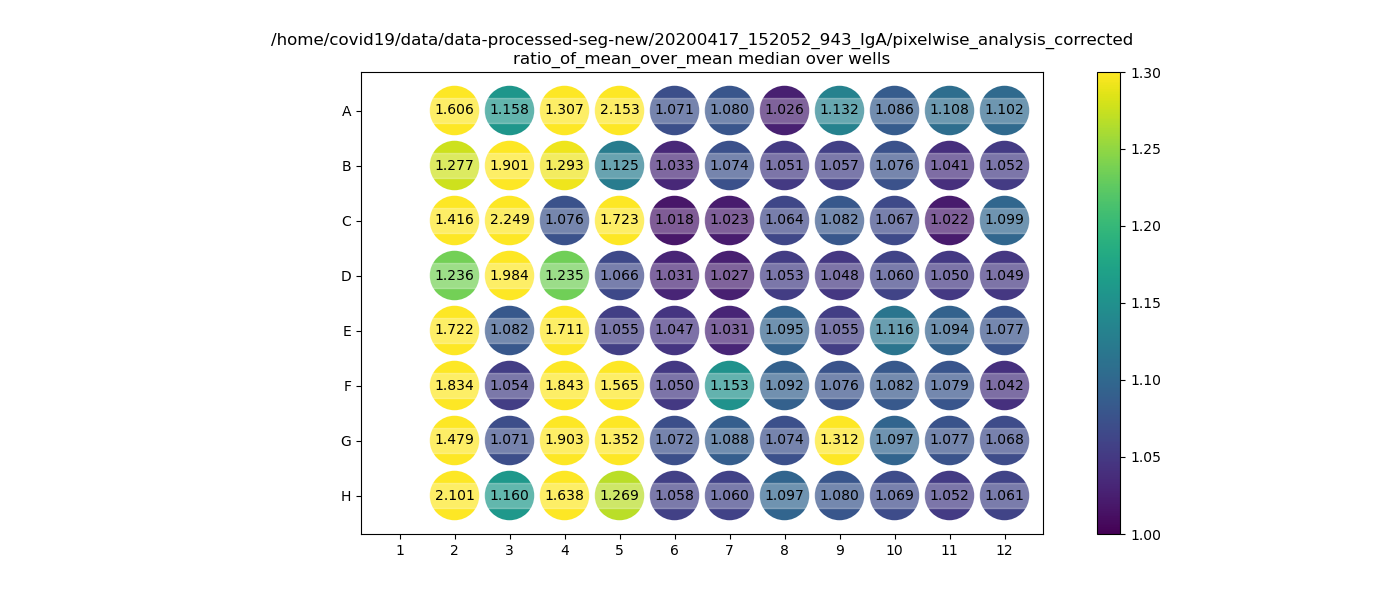 /home/covid19/data/data-processed-seg-new/20200417_152052_943_IgA/pixelwise_analysis_corrected
ratio_of_mean_over_mean median over wells
A 1.606 1.158 1.307 2.153 1.071 1.080 1.026 1.132 1.086 1.108 1.102
B 1.277 1.901 1.293 1.125 1.033 1.074 1.051 1.057 1.076 1.041 1.052
C 1.416 2.249 1.076 1.723 1.018 1.023 1.064 1.082 1.067 1.022 1.099
D 1.236 1.984 1.235 1.066 1.031 1.027 1.053 1.048 1.060 1.050 1.049
E 1.722 1.082 1.711 1.055 1.047 1.031 1.095 1.055 1.116 1.094 1.077
F 1.834 1.054 1.843 1.565 1.050 1.153 1.092 1.076 1.082 1.079 1.042
G 1.479 1.071 1.903 1.352 1.072 1.088 1.074 1.312 1.097 1.077 1.068
H 2.101 1.160 1.638 1.269 1.058 1.060 1.097 1.080 1.069 1.052 1.061
1 2 3 4 5 6 7 8 9 10 11 12
1.30
1.25
1.20
1.15
1.10
1.05
1.00